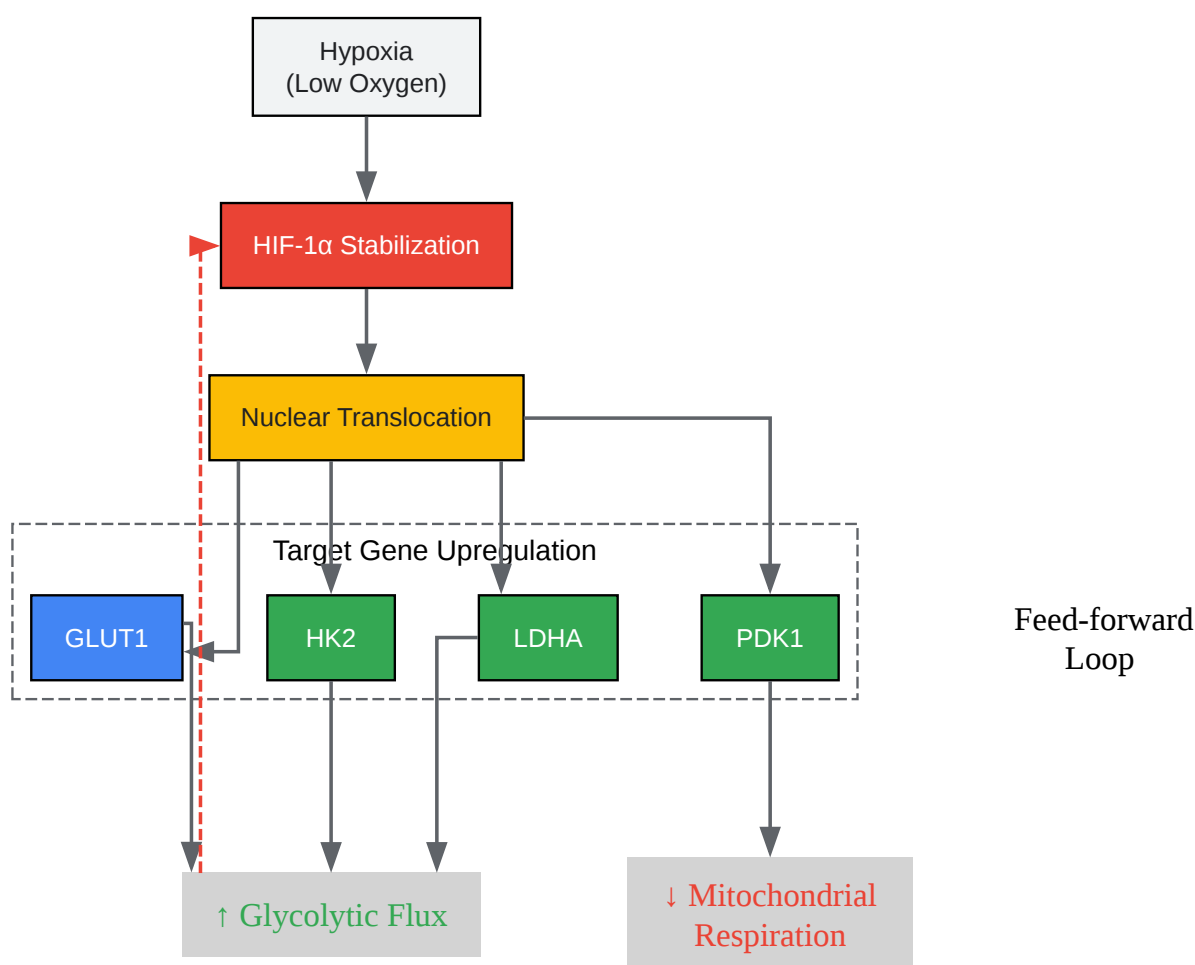 Hypoxia
(Low Oxygen)
HIF-1α Stabilization
Nuclear Translocation
Target Gene Upregulation
GLUT1
HK2
LDHA
PDK1
Feed-forward
Loop
↑ Glycolytic Flux
↓ Mitochondrial
Respiration